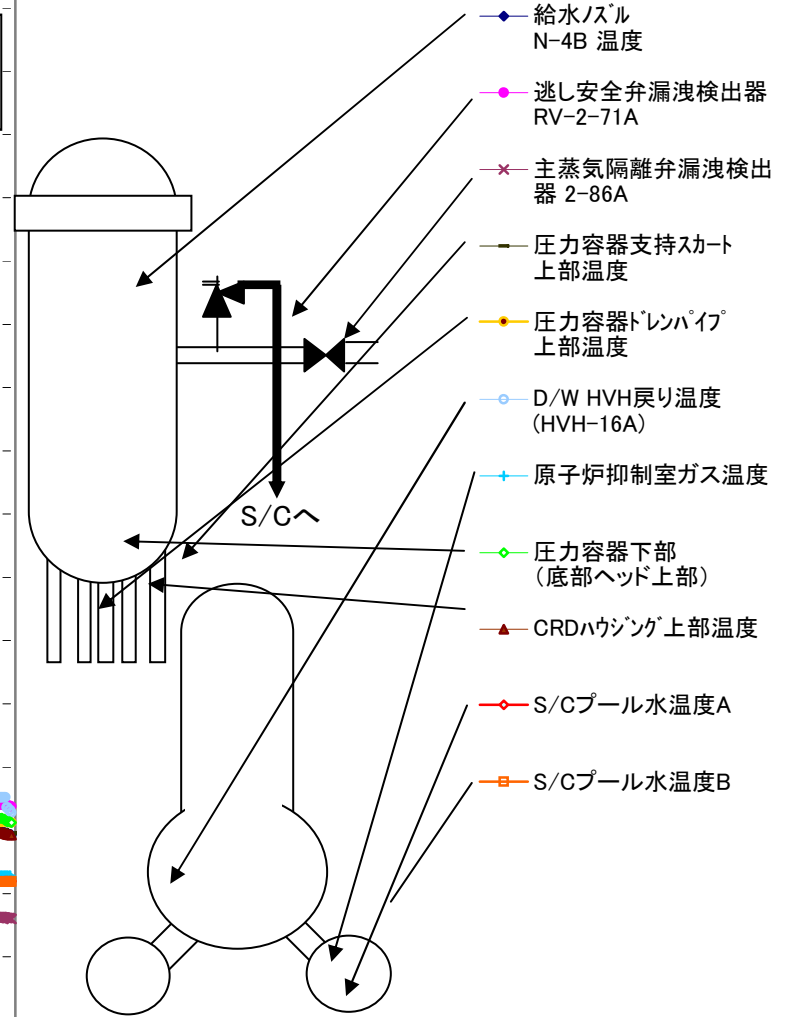 給水ノズル
N-4B 温度
逃し安全弁漏洩検出器
RV-2-71A
主蒸気隔離弁漏洩検出
器 2-86A
圧力容器支持スカート
上部温度
圧力容器ドレンパイプ
上部温度
D/W HVH戻り温度
(HVH-16A)
原子炉抑制室ガス温度
S/Cへ
圧力容器下部
（底部ヘッド上部）
CRDハウジング上部温度
S/Cプール水温度A
S/Cプール水温度B